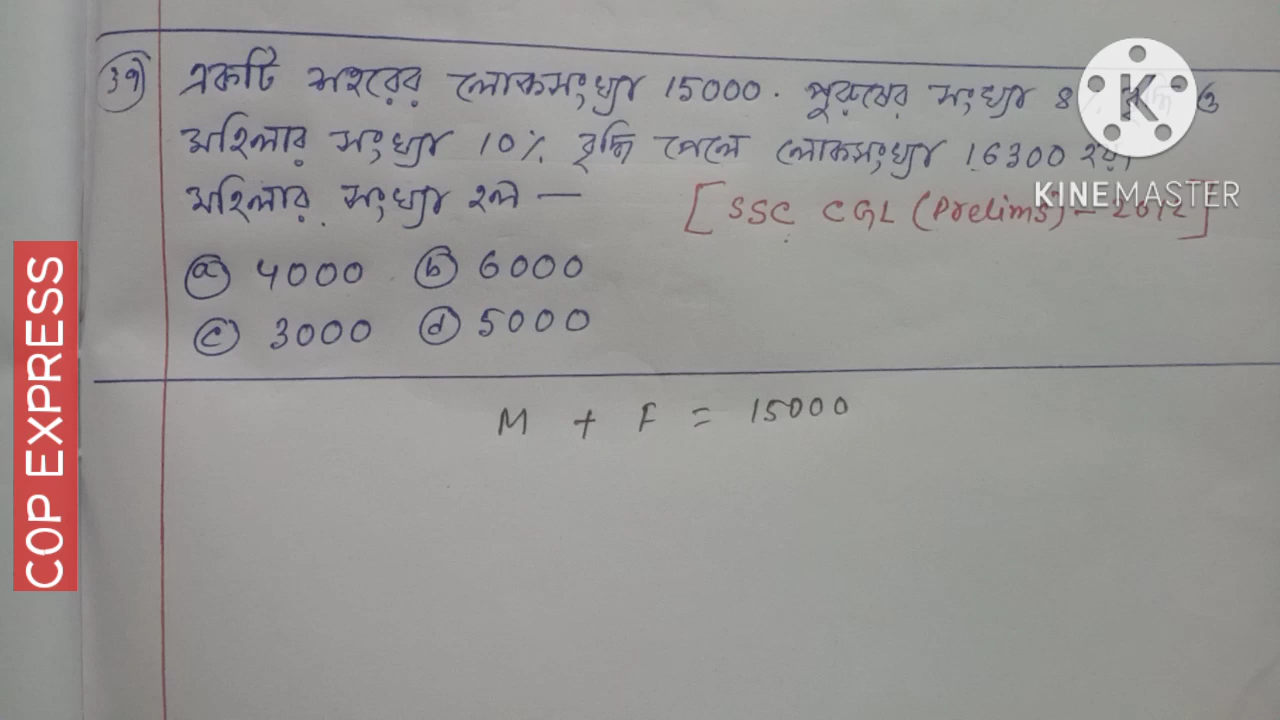 39) একটি শহরের লোকসংখ্যা 15000. পুরুষের সংখ্যা 8 ও
মহিলার সংখ্যা 10% বৃদ্ধি পেলে লোকসংখ্যা 16300 হয়।
মহিলার সংখ্যা হল —
[SSC CGL (Prelims) - 2012]
KINEMASTER
a 4000 b 6000
c 3000 d 5000
M + F = 15000
COP EXPRESS